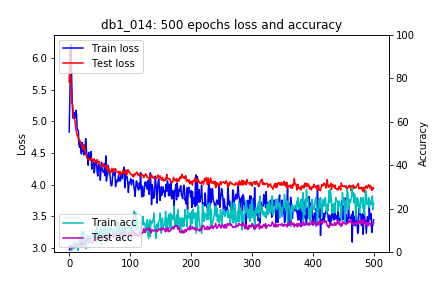 db1_014: 500 epochs loss and accuracy
Train loss
Test loss
Train acc
Test acc
Loss
6.0
5.5
5.0
4.5
4.0
3.5
3.0
100
80
60
40
20
0
Accuracy
0
100
200
300
400
500